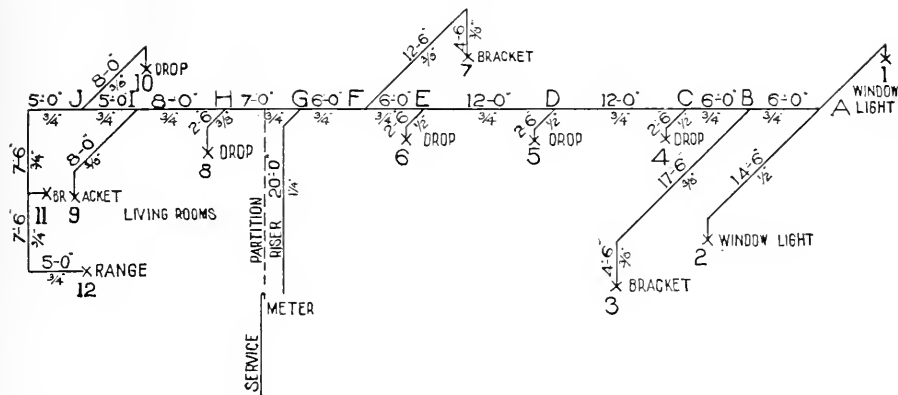 12-6"
3/8"
4-6
3/8"
BRACKET
7
1
WINDOW
LIGHT
8-0"
3/8"
DROP
10
5-0" J 5-0" I 8-0" H 7-0" G 6-0" F 6-0" E 12-0" D 12-0" C 6-0" B 6-0" A
3/4" 3/4" 3/4" 3/4" 3/4" 3/4" 3/4" 3/4" 3/4" 3/4"
2-6 3/8"
DROP
8
2-6 1/2"
DROP
6
2-6 1/2"
DROP
5
2-6 1/2"
DROP
4
7-6"
3/4"
8-0"
3/8"
20-0"
1/4"
17-6"
3/8"
14-6"
1/2"
BR ACKET
11 9
LIVING ROOMS
PARTITION
RISER
7-6"
3/4"
4-6"
3/8"
WINDOW LIGHT
2
5-0"
3/4"
RANGE
12
BRACKET
3
METER
SERVICE